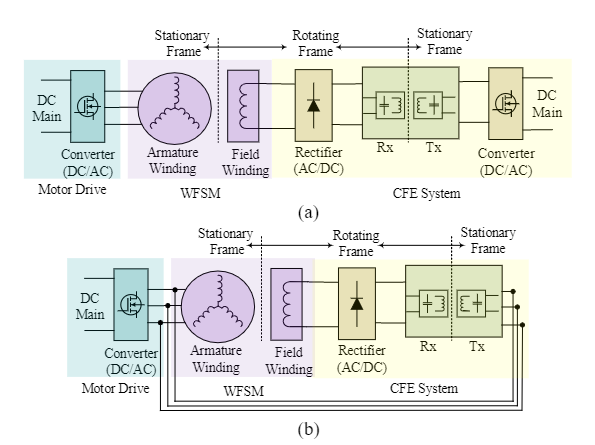 Stationary Frame
Rotating Frame
Stationary Frame
DC Main
Converter (DC/AC)
Motor Drive
Armature Winding
WFSM
Field Winding
Rectifier (AC/DC)
Rx
Tx
CFE System
Converter (DC/AC)
DC Main
(a)
Stationary Frame
Rotating Frame
Stationary Frame
DC Main
Converter (DC/AC)
Motor Drive
Armature Winding
WFSM
Field Winding
Rectifier (AC/DC)
Rx
Tx
CFE System
(b)